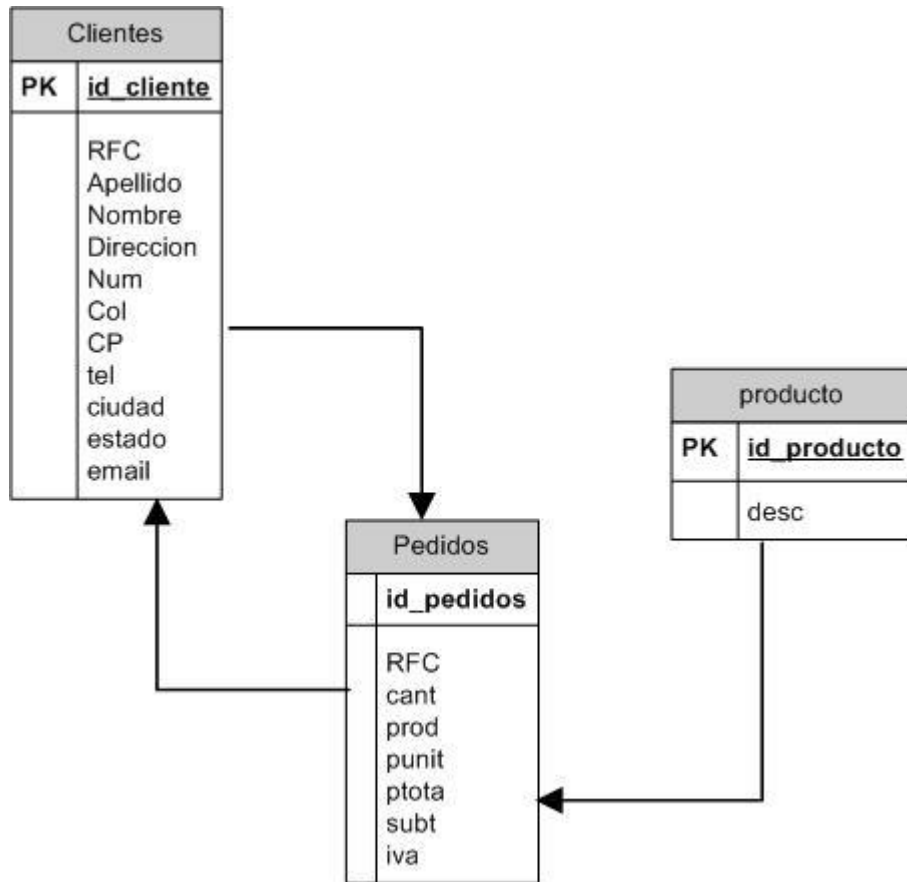 Clientes
PK id_cliente
RFC
Apellido
Nombre
Direccion
Num
Col
CP
tel
ciudad
estado
email
producto
PK id_producto
desc
Pedidos
id_pedidos
RFC
cant
prod
punit
ptota
subt
iva